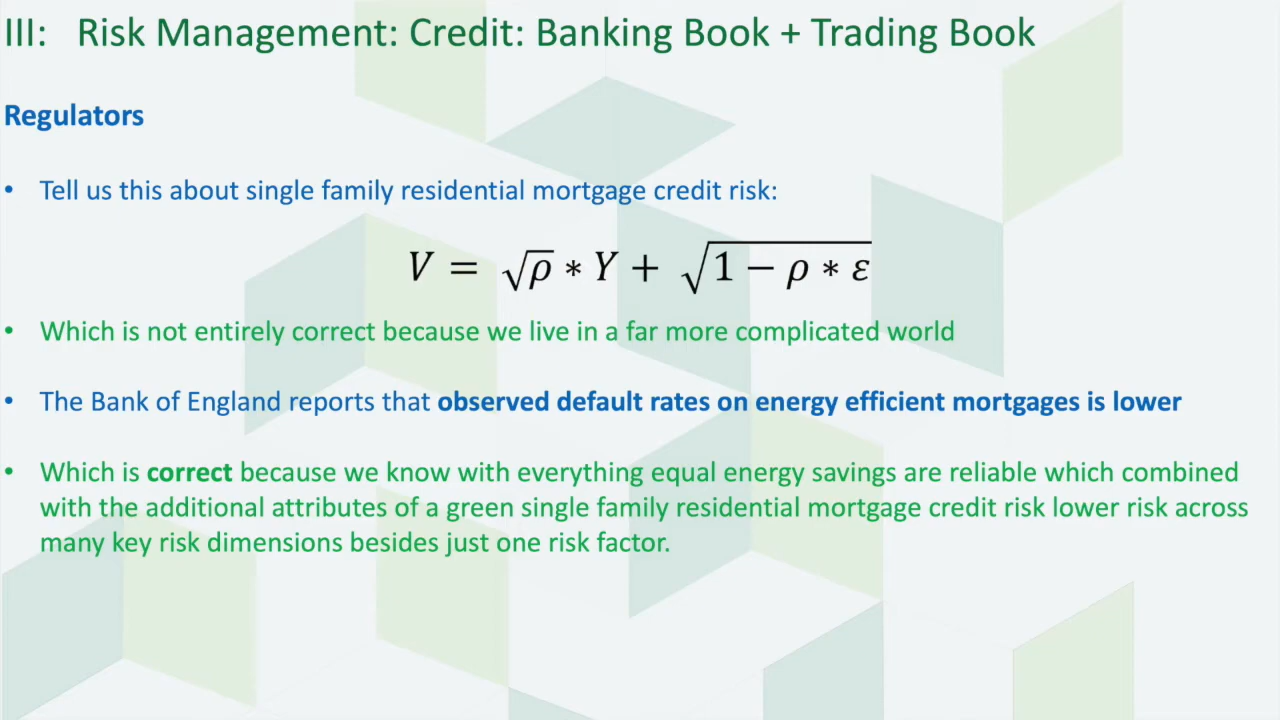 III: Risk Management: Credit: Banking Book + Trading Book
Regulators
• Tell us this about single family residential mortgage credit risk:
V = √ρ ∗ Y + √(1 − ρ ∗ ε)
• Which is not entirely correct because we live in a far more complicated world
• The Bank of England reports that observed default rates on energy efficient mortgages is lower
• Which is correct because we know with everything equal energy savings are reliable which combined
with the additional attributes of a green single family residential mortgage credit risk lower risk across
many key risk dimensions besides just one risk factor.